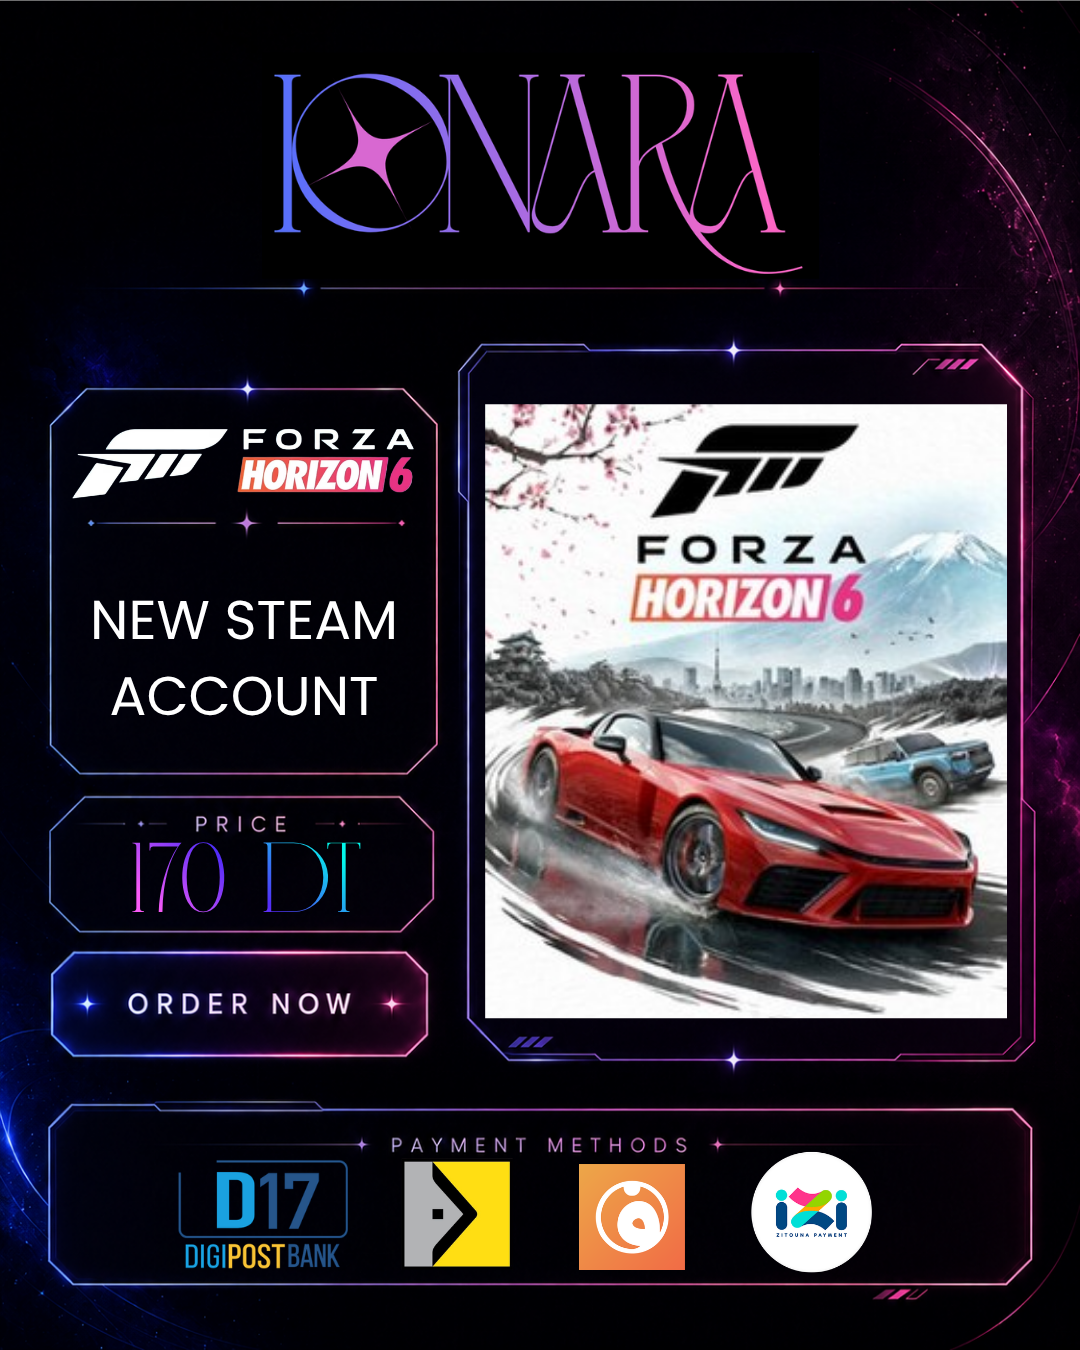 IONARA
FORZA
HORIZON 6
NEW STEAM
ACCOUNT
PRICE
170 DT
ORDER NOW
FORZA
HORIZON 6
PAYMENT METHODS
D17
DIGIPOSTBANK
izi
ZITOUNA PAYMENT